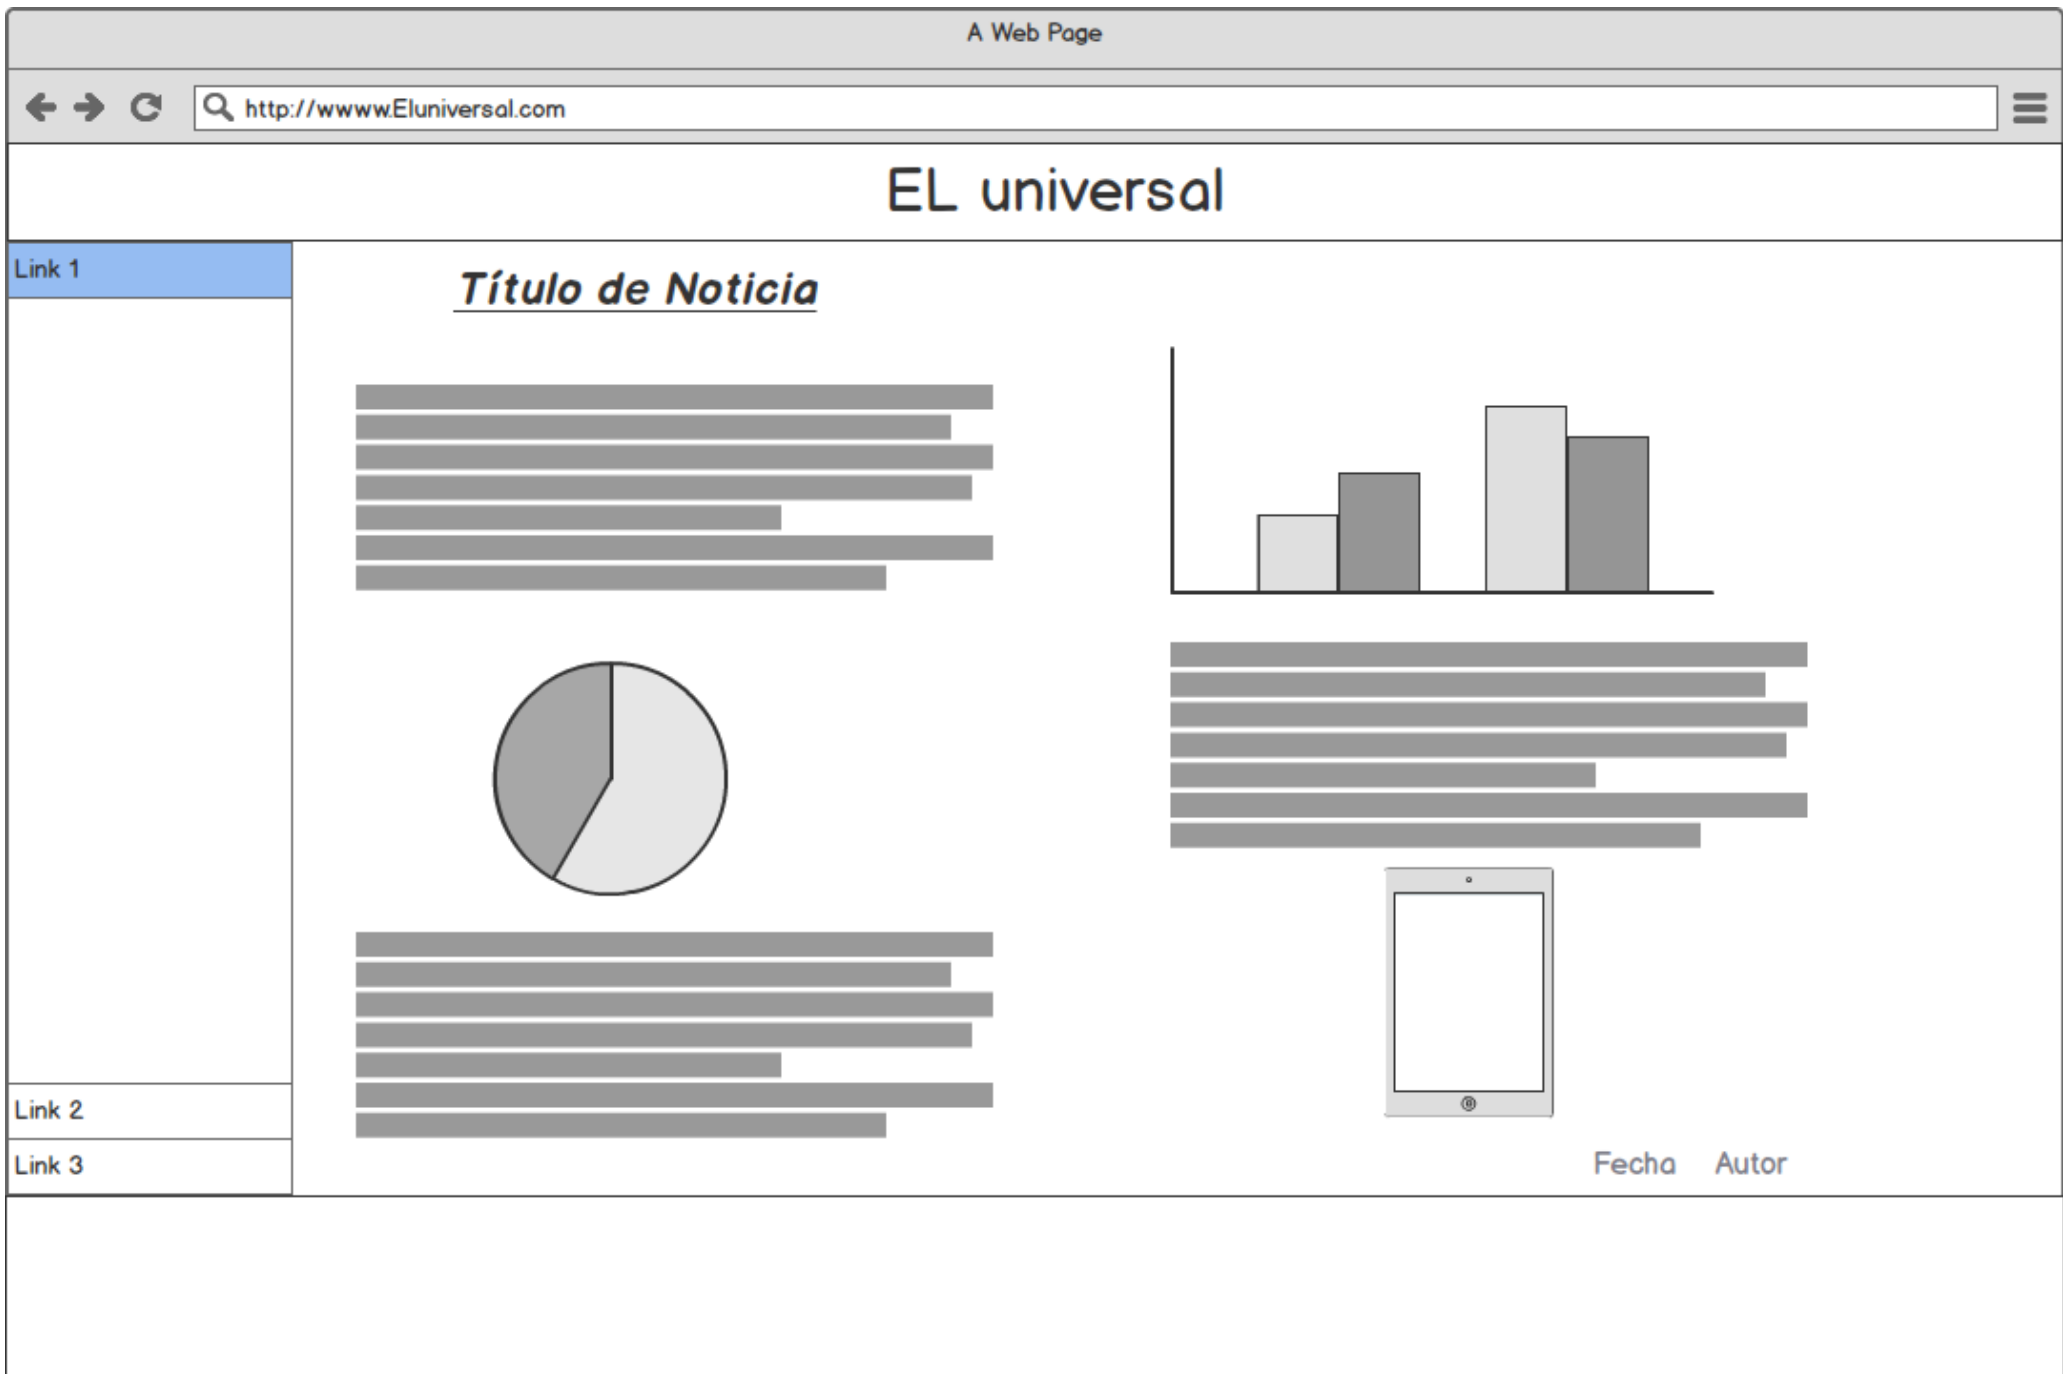 A Web Page
http://wwww.Eluniversal.com
EL universal
Link 1
Título de Noticia
Link 2
Link 3
Fecha Autor